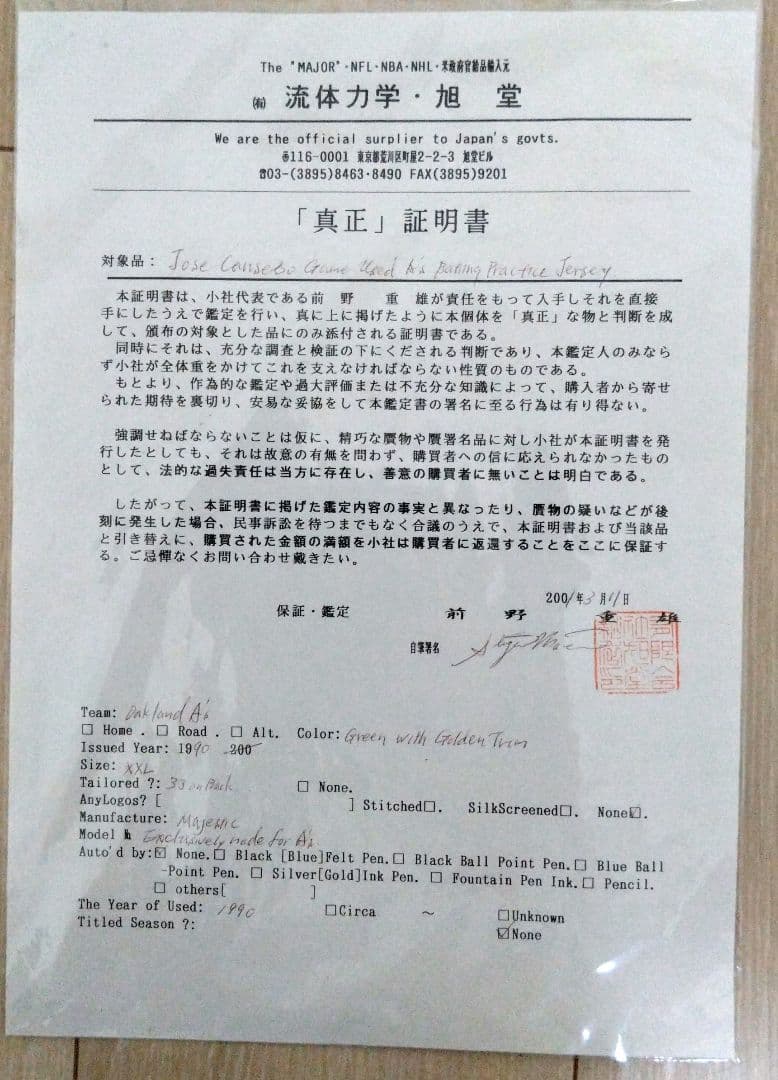 The "MAJOR"・NFL・NBA・NHL・米政府官給品輸入元
㈲ 流体力学・旭 堂
We are the official surplier to Japan's govts.
〒116-0001 東京都荒川区町屋2-2-3 旭堂ビル
☎03-(3895)8463・8490 FAX(3895)9201
「真正」証明書
対象品: Jose Canseco Game Used A's Batting Practice Jersey
本証明書は、小社代表である前 野 重 雄が責任をもって入手しそれを直接
手にしたうえで鑑定を行い、真に上に掲げたように本個体を「真正」な物と判断を成
して、頒布の対象とした品にのみ添付される証明書である。
同時にそれは、充分な調査と検証の下にくだされる判断であり、本鑑定人のみなら
ず小社が全体重をかけてこれを支えなければならない性質のものである。
もとより、作為的な鑑定や過大評価または不充分な知識によって、購入者から寄せ
られた期待を裏切り、安易な妥協をして本鑑定書の署名に至る行為は有り得ない。
強調せねばならないことは仮に、精巧な贋物や贋署名品に対し小社が本証明書を発
行したとしても、それは故意の有無を問わず、購買者への信に応えられなかったもの
として、法的な過失責任は当方に存在し、善意の購買者に無いことは明白である。
したがって、本証明書に掲げた鑑定内容の事実と異なったり、贋物の疑いなどが後
刻に発生した場合、民事訴訟を待つまでもなく合議のうえで、本証明書および当該品
と引き替えに、購買された金額の満額を小社は購買者に返還することをここに保証す
る。ご忌憚なくお問い合わせ戴きたい。
2001年3月11日
保証・鑑定 前 野 重 雄
自筆署名
Team: Oakland A's
□ Home . □ Road . □ Alt. Color: Green with Golden Trim
Issued Year: 1990 -200
Size: XXL
Tailored ?: 33 on Back □ None.
AnyLogos? [ ] Stitched□. SilkScreened□. None☑.
Manufacture: Majestic
Model № Exclusively made for A's
Auto'd by:☑ None.□ Black [Blue]Felt Pen.□ Black Ball Point Pen.□ Blue Ball
-Point Pen. □ Silver[Gold]Ink Pen. □ Fountain Pen Ink.□ Pencil.
□ others[ ]
The Year of Used: 1990 □Circa ～ □Unknown
Titled Season ?: ☑None